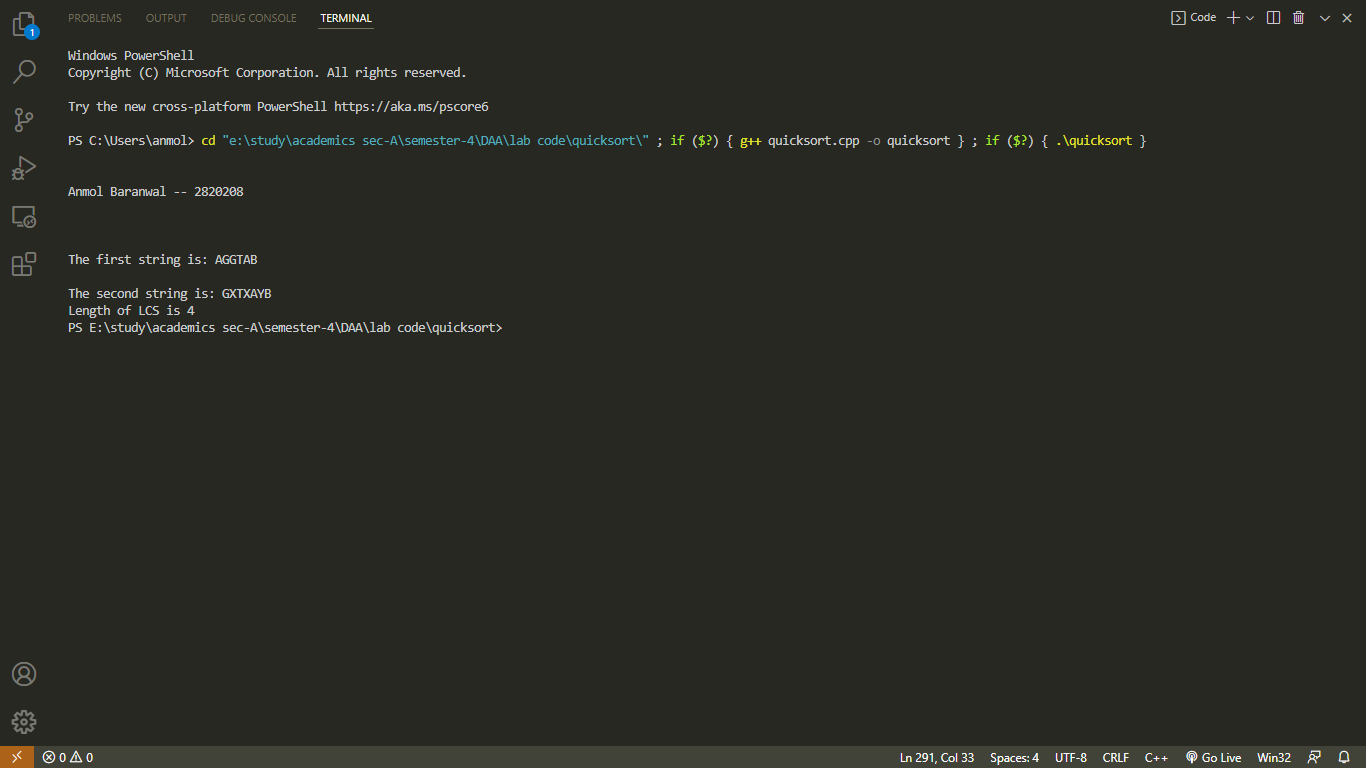 PROBLEMS OUTPUT DEBUG CONSOLE TERMINAL Code
1
Windows PowerShell
Copyright (C) Microsoft Corporation. All rights reserved.
Try the new cross-platform PowerShell https://aka.ms/pscore6
PS C:\Users\anmol> cd "e:\study\academics sec-A\semester-4\DAA\lab code\quicksort\" ; if ($?) { g++ quicksort.cpp -o quicksort } ; if ($?) { .\quicksort }
Anmol Baranwal -- 2820208
The first string is: AGGTAB
The second string is: GXTXAYB
Length of LCS is 4
PS E:\study\academics sec-A\semester-4\DAA\lab code\quicksort>
0 0 Ln 291, Col 33 Spaces: 4 UTF-8 CRLF C++ Go Live Win32